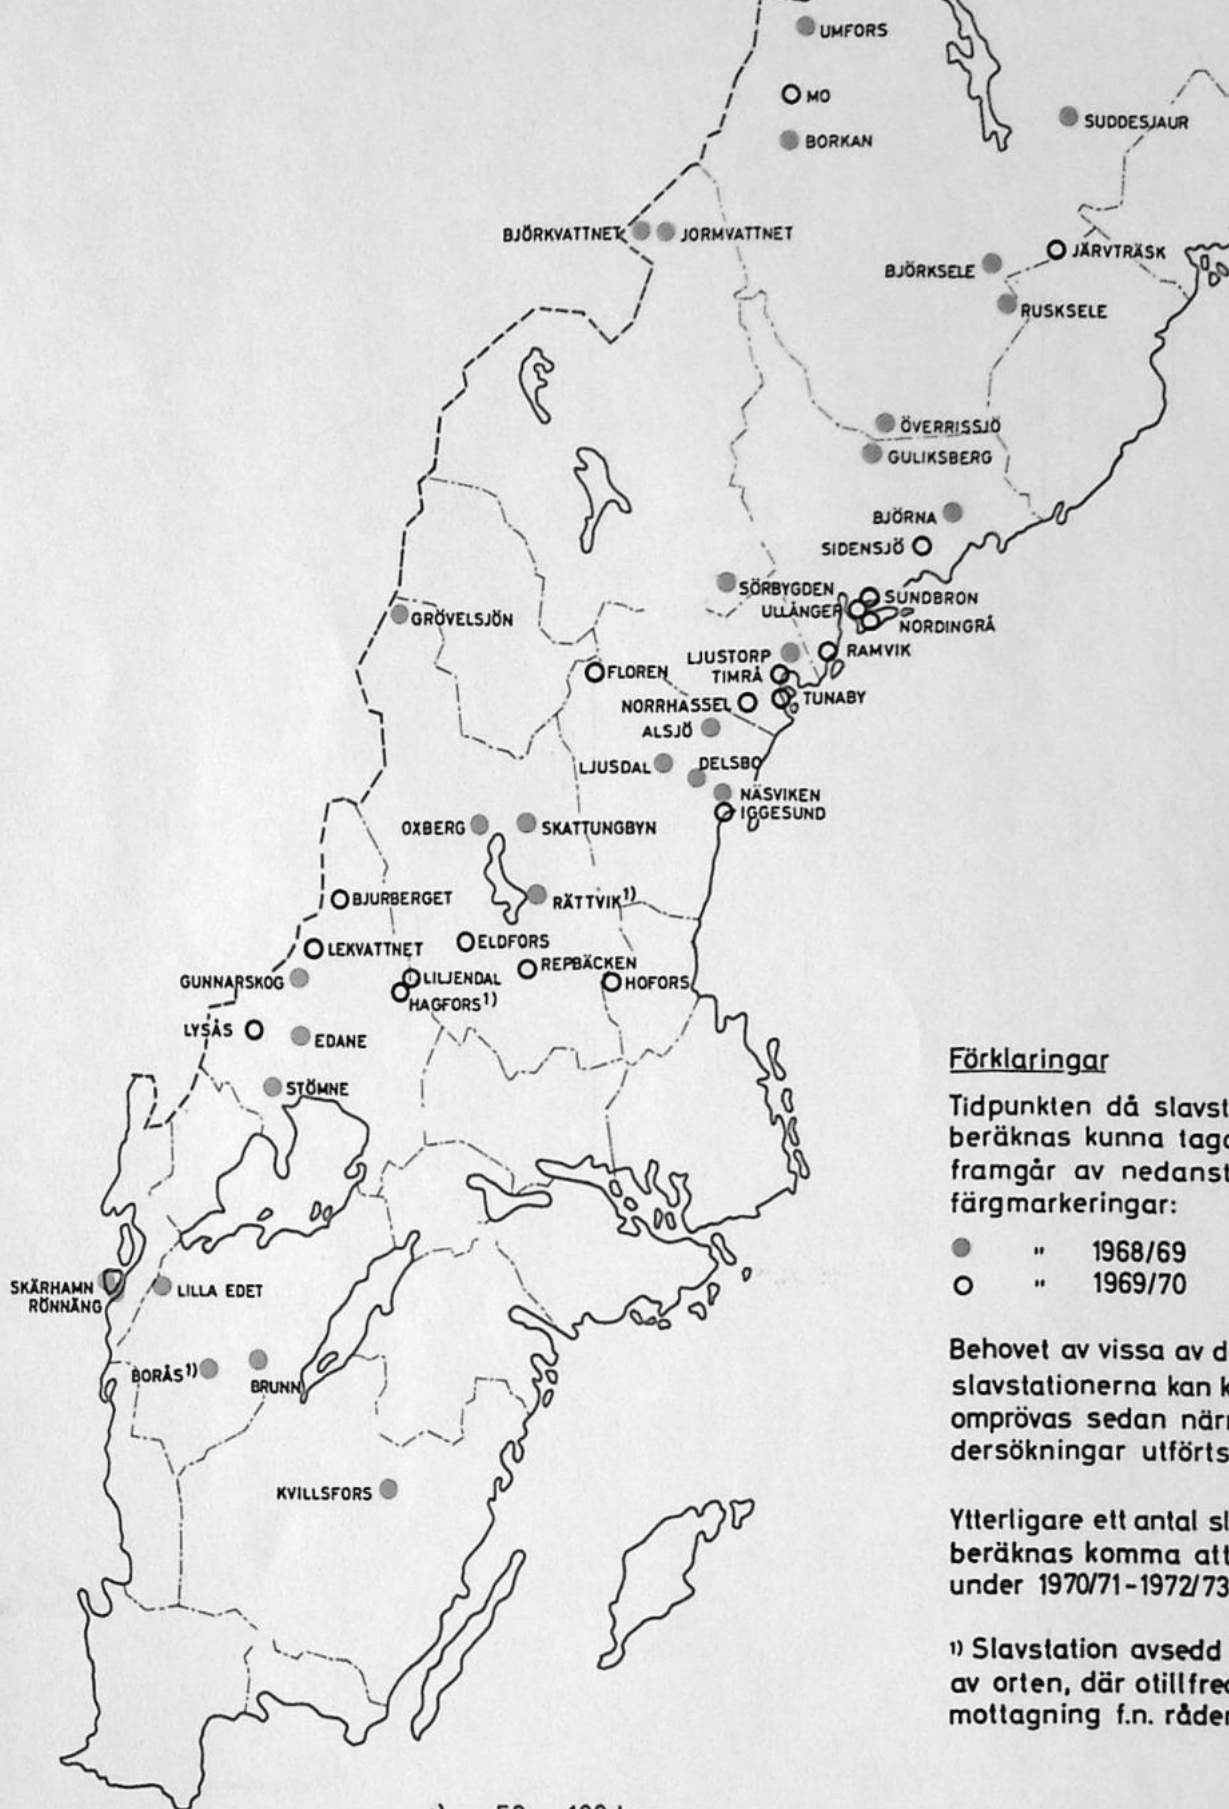 UMFORS
MO
SUDDESJAUR
BORKAN
BJÖRKVATTNET
JORMVATTNET
JÄRVTRÄSK
BJÖRKSELE
RUSKSELE
ÖVERRISSJÖ
GULIKSBERG
BJÖRNA
SIDENSJÖ
SÖRBYGDEN
SUNDBRON
ULLÅNGER
NORDINGRÅ
GRÖVELSJÖN
RAMVIK
LJUSTORP
TIMRÅ
FLOREN
TUNABY
NORRHASSEL
ALSJÖ
LJUSDAL
DELSBO
NÄSVIKEN
IGGESUND
OXBERG
SKATTUNGBYN
BJURBERGET
RÄTTVIK1)
ELDFORS
LEKVATTNET
REPBÄCKEN
GUNNARSKOG
LILJENDAL
HOFORS
HAGFORS1)
LYSÅS
EDANE
STÖMNE
SKÄRHAMN
RÖNNÄNG
LILLA EDET
BORÅS1)
BRUNN
KVILLSFORS
Förklaringar
Tidpunkten då slavst
beräknas kunna taga
framgår av nedanst
färgmarkeringar:
" 1968/69
" 1969/70
Behovet av vissa av d
slavstationerna kan k
omprövas sedan närm
dersökningar utförts
Ytterligare ett antal sl
beräknas komma att
under 1970/71-1972/73
1) Slavstation avsedd
av orten, där otillfred
mottagning f.n. råder